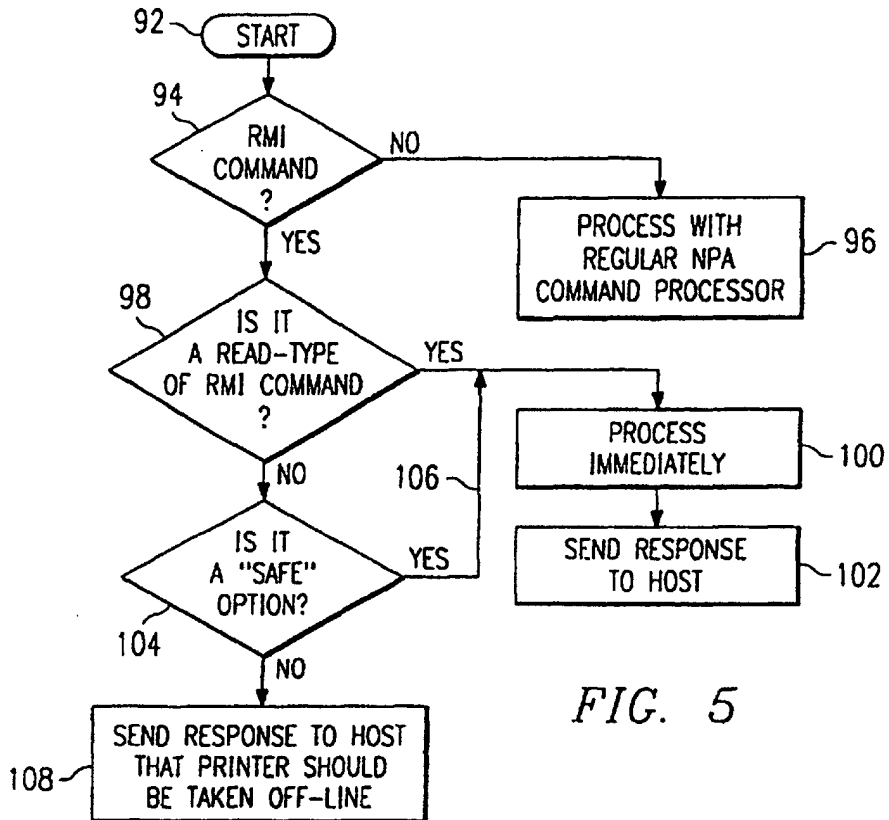 92
START
94
RMI
COMMAND
?
NO
YES
PROCESS WITH
REGULAR NPA
COMMAND PROCESSOR
96
98
IS IT
A READ-TYPE
OF RMI COMMAND
?
YES
NO
106
PROCESS
IMMEDIATELY
100
SEND RESPONSE
TO HOST
102
IS IT
A "SAFE"
OPTION?
YES
104
NO
SEND RESPONSE TO HOST
THAT PRINTER SHOULD
BE TAKEN OFF-LINE
108
FIG. 5